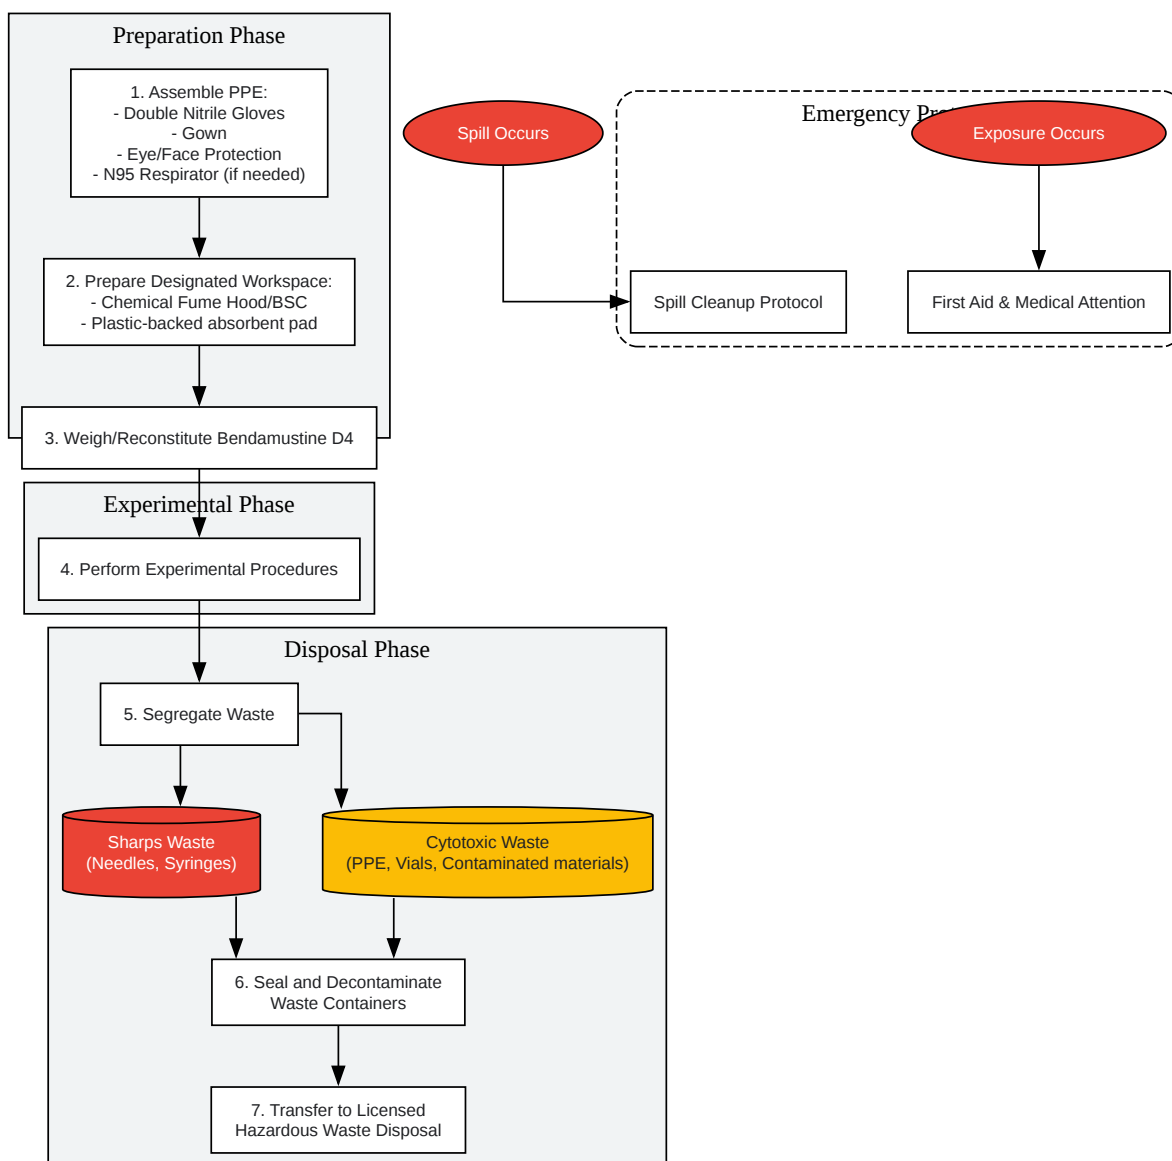 Preparation Phase
1. Assemble PPE:
- Double Nitrile Gloves
- Gown
- Eye/Face Protection
- N95 Respirator (if needed)
2. Prepare Designated Workspace:
- Chemical Fume Hood/BSC
- Plastic-backed absorbent pad
3. Weigh/Reconstitute Bendamustine D4
Experimental Phase
4. Perform Experimental Procedures
Disposal Phase
5. Segregate Waste
Sharps Waste
(Needles, Syringes)
Cytotoxic Waste
(PPE, Vials, Contaminated materials)
6. Seal and Decontaminate
Waste Containers
7. Transfer to Licensed
Hazardous Waste Disposal
Spill Occurs
Emergency
Exposure Occurs
Spill Cleanup Protocol
First Aid & Medical Attention